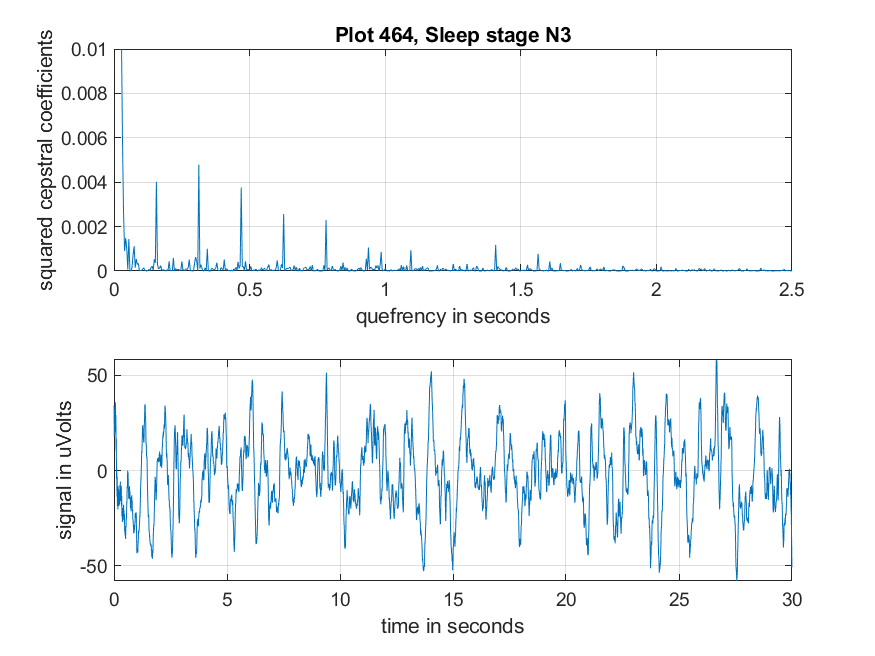 Plot 464, Sleep stage N3
squared cepstral coefficients
0.01
0.008
0.006
0.004
0.002
0
0 0.5 1 1.5 2 2.5
quefrency in seconds
signal in uVolts
50
0
-50
0 5 10 15 20 25 30
time in seconds